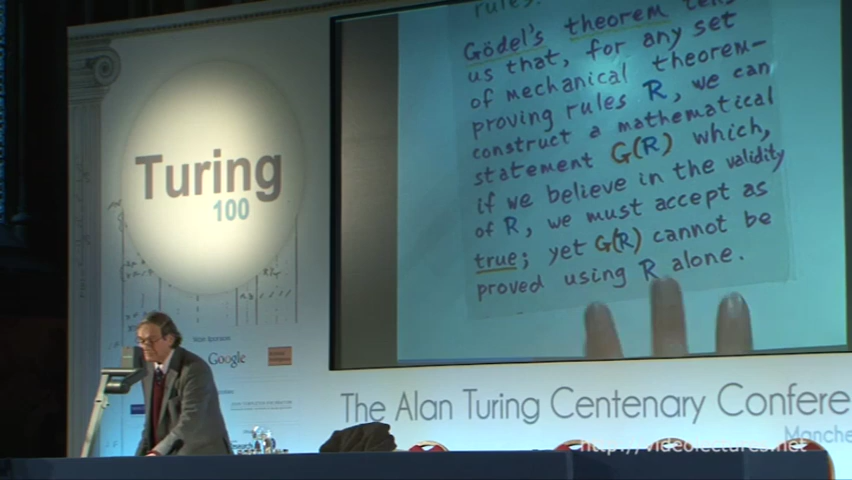 rules.
Gödel's theorem tells
us that, for any set
of mechanical theorem-
proving rules R, we can
construct a mathematical
statement G(R) which,
if we believe in the validity
of R, we must accept as
true; yet G(R) cannot be
proved using R alone.
Turing
100
Google
The Alan Turing Centenary Confere
Manche
http://videolectures.net